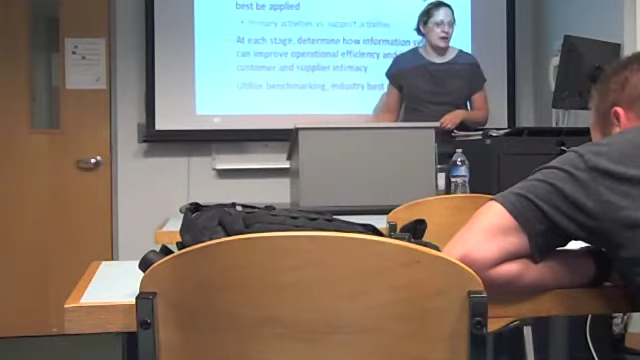 best be applied
• Primary activities vs. support activities
At each stage, determine how information
can improve operational efficiency and
customer and supplier intimacy
Utilize benchmarking, industry best